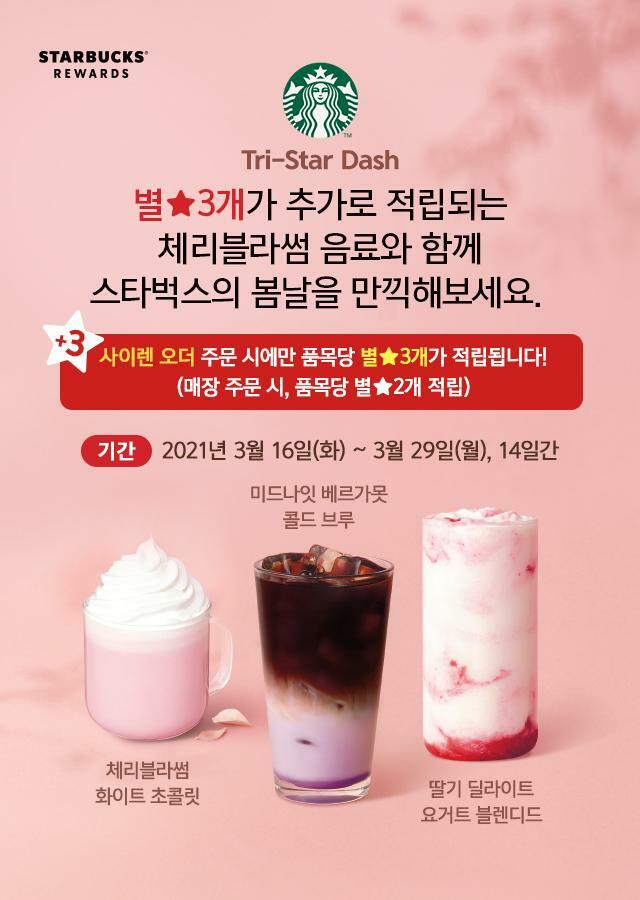 STARBUCKS®
REWARDS
TM
Tri-Star Dash
별★3개가 추가로 적립되는
체리블라썸 음료와 함께
스타벅스의 봄날을 만끽해보세요.
+3
사이렌 오더 주문 시에만 품목당 별★3개가 적립됩니다!
(매장 주문 시, 품목당 별★2개 적립)
기간 2021년 3월 16일(화) ~ 3월 29일(월), 14일간
미드나잇 베르가못
콜드 브루
체리블라썸
화이트 초콜릿
딸기 딜라이트
요거트 블렌디드